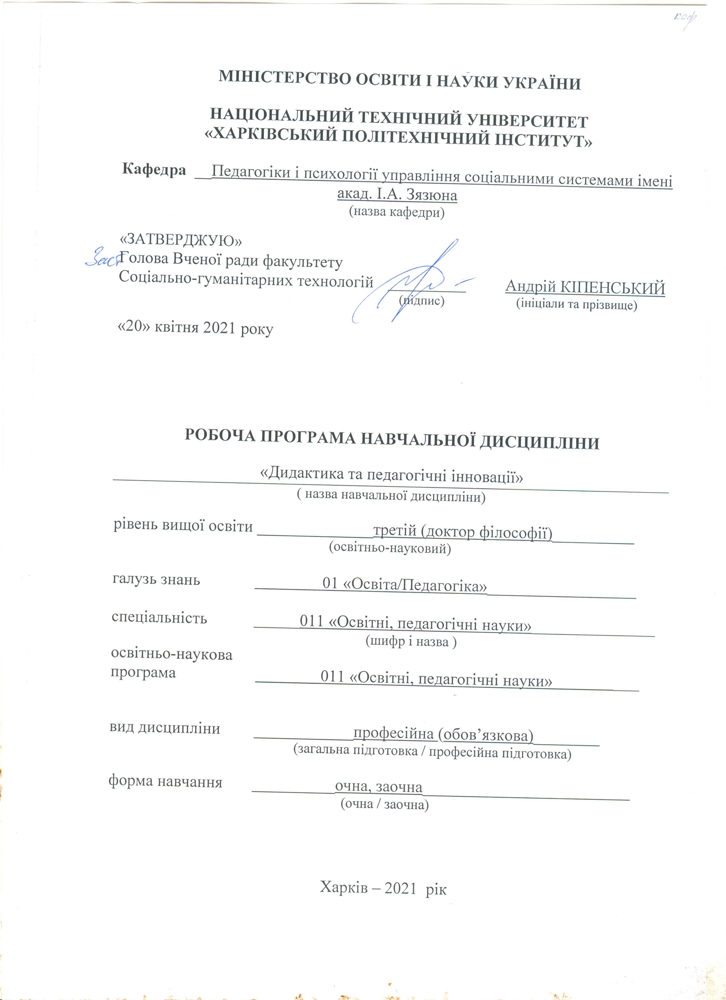 каф
МІНІСТЕРСТВО ОСВІТИ І НАУКИ УКРАЇНИ
НАЦІОНАЛЬНИЙ ТЕХНІЧНИЙ УНІВЕРСИТЕТ
«ХАРКІВСЬКИЙ ПОЛІТЕХНІЧНИЙ ІНСТИТУТ»
Кафедра Педагогіки і психології управління соціальними системами імені
акад. І.А. Зязюна
(назва кафедри)
«ЗАТВЕРДЖУЮ»
Заст Голова Вченої ради факультету
Соціально-гуманітарних технологій Андрій КІПЕНСЬКИЙ
(підпис) (ініціали та прізвище)
«20» квітня 2021 року
РОБОЧА ПРОГРАМА НАВЧАЛЬНОЇ ДИСЦИПЛІНИ
«Дидактика та педагогічні інновації»
( назва навчальної дисципліни)
рівень вищої освіти третій (доктор філософії)
(освітньо-науковий)
галузь знань 01 «Освіта/Педагогіка»
спеціальність 011 «Освітні, педагогічні науки»
(шифр і назва )
освітньо-наукова
програма 011 «Освітні, педагогічні науки»
вид дисципліни професійна (обов’язкова)
(загальна підготовка / професійна підготовка)
форма навчання очна, заочна
(очна / заочна)
Харків – 2021 рік